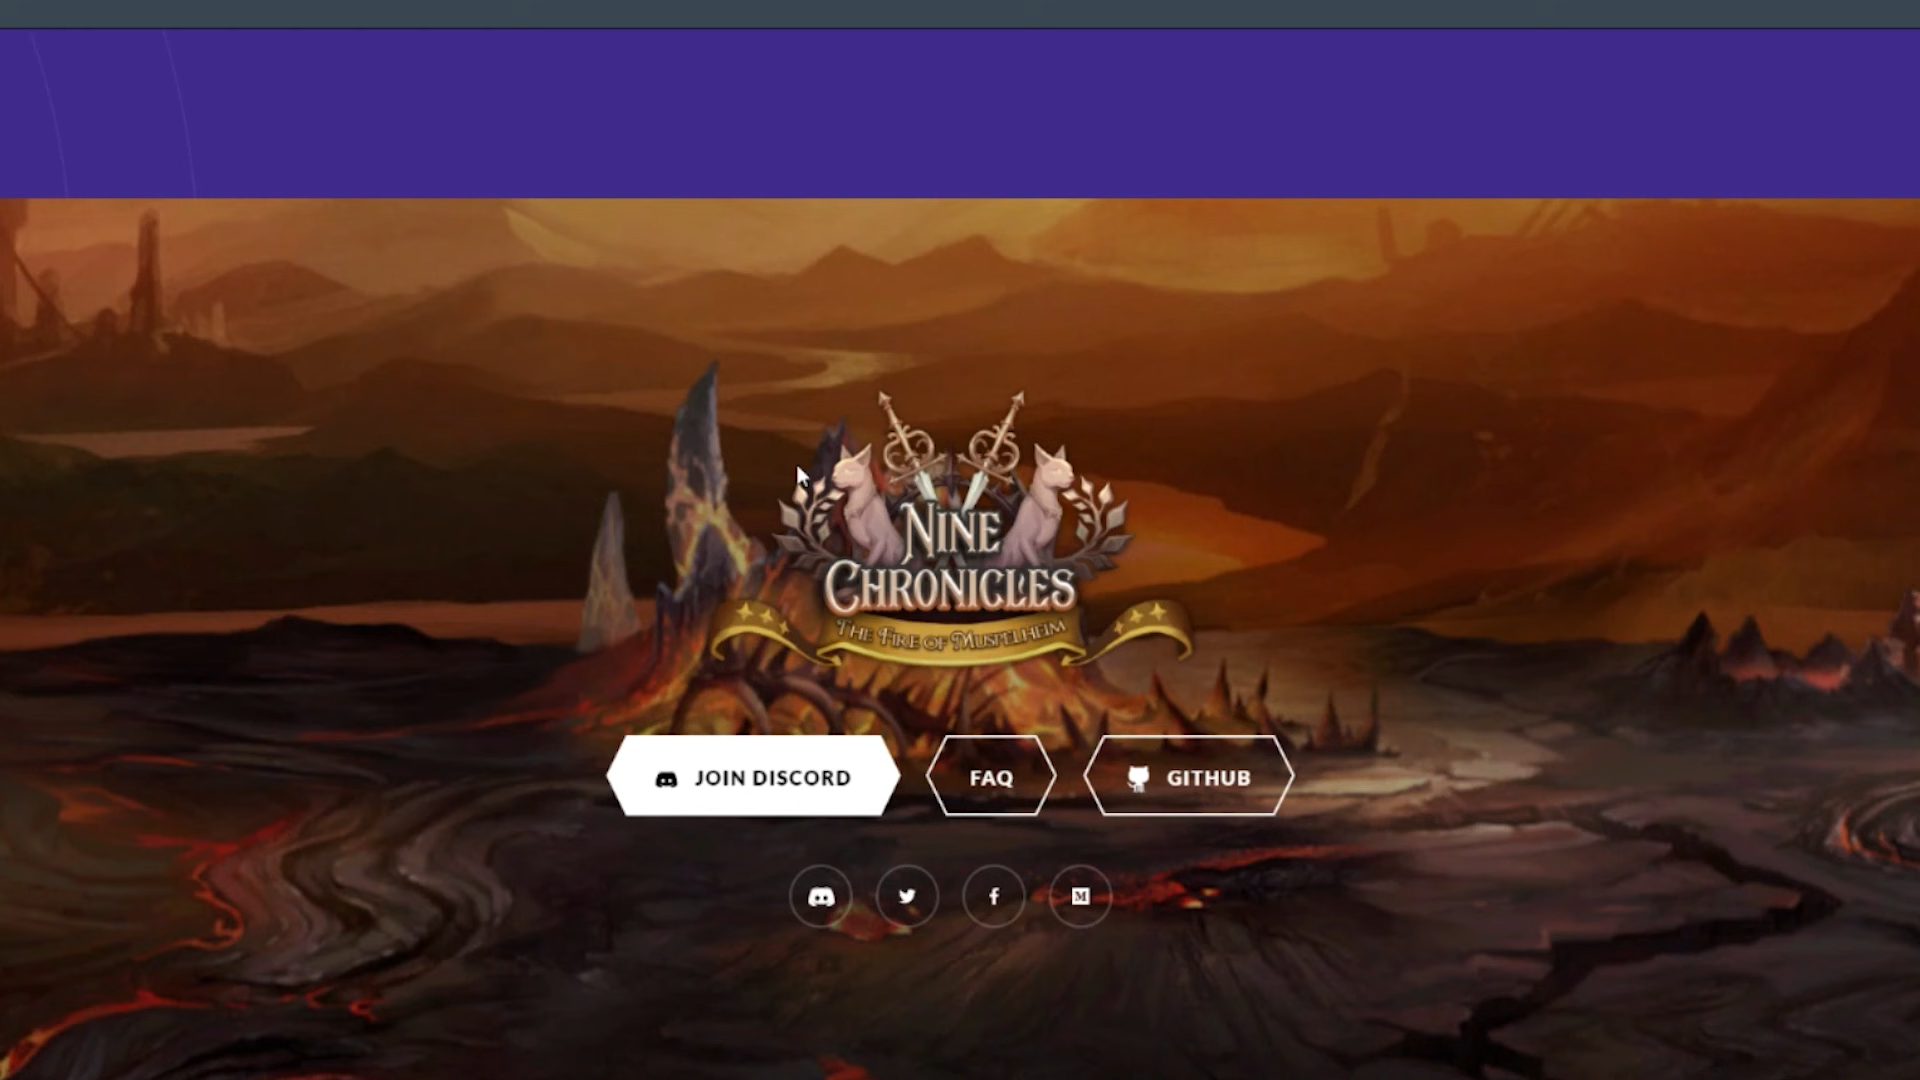 NINE
CHRONICLES
THE FIRE OF MUSPELHEIM
JOIN DISCORD
FAQ
GITHUB